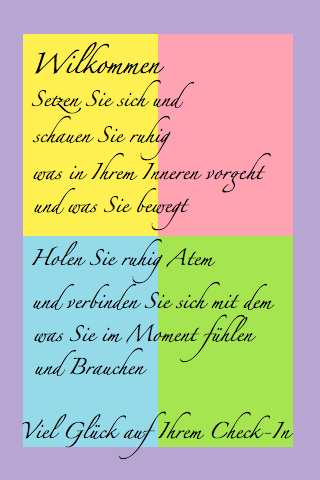 Wilkommen
Setzen Sie sich und
schauen Sie ruhig
was in Ihrem Inneren vorgeht
und was Sie bewegt
Holen Sie ruhig Atem
und verbinden Sie sich mit dem
was Sie im Moment fühlen
und Brauchen
Viel Glück auf Ihrem Check-In